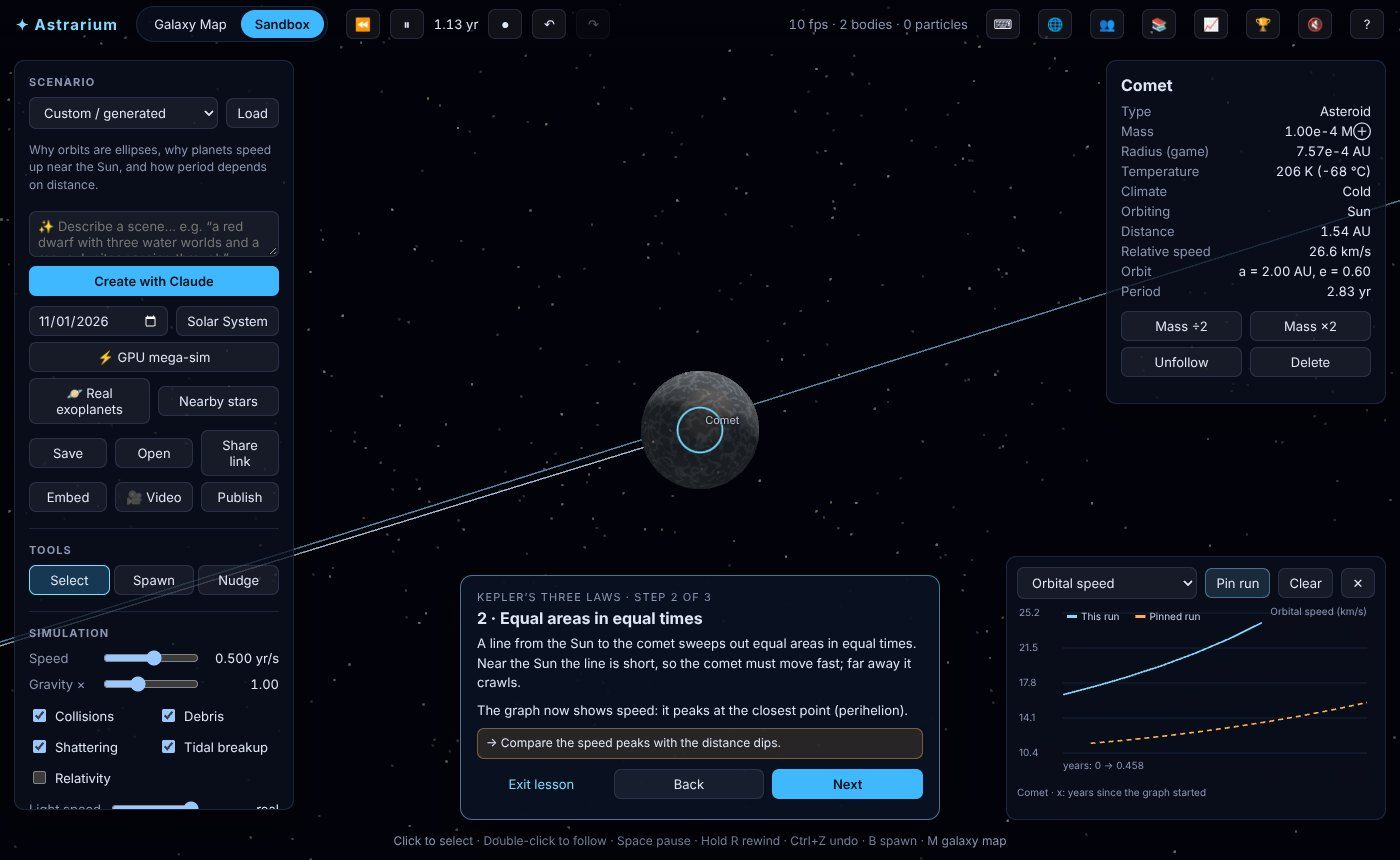 ✦ Astrarium
Galaxy Map
Sandbox
1.13 yr
10 fps · 2 bodies · 0 particles
?
SCENARIO
Custom / generated
Load
Why orbits are ellipses, why planets speed
up near the Sun, and how period depends
on distance.
✨ Describe a scene... e.g. “a red
dwarf with three water worlds and a
Create with Claude
11/01/2026
Solar System
⚡ GPU mega-sim
🪐 Real
exoplanets
Nearby stars
Save
Open
Share
link
Embed
🎥 Video
Publish
TOOLS
Select
Spawn
Nudge
SIMULATION
Speed
0.500 yr/s
Gravity ×
1.00
Collisions
Debris
Shattering
Tidal breakup
Relativity
Light speed
real
Comet
Comet
Type
Asteroid
Mass
1.00e-4 M⊕
Radius (game)
7.57e-4 AU
Temperature
206 K (-68 °C)
Climate
Cold
Orbiting
Sun
Distance
1.54 AU
Relative speed
26.6 km/s
Orbit
a = 2.00 AU, e = 0.60
Period
2.83 yr
Mass ÷2
Mass ×2
Unfollow
Delete
KEPLER'S THREE LAWS · STEP 2 OF 3
2 · Equal areas in equal times
A line from the Sun to the comet sweeps out equal areas in equal times.
Near the Sun the line is short, so the comet must move fast; far away it
crawls.
The graph now shows speed: it peaks at the closest point (perihelion).
→ Compare the speed peaks with the distance dips.
Exit lesson
Back
Next
Orbital speed
Pin run
Clear
×
25.2
This run
Pinned run
Orbital speed (km/s)
21.5
17.8
14.1
10.4
years: 0 → 0.458
Comet · x: years since the graph started
Click to select · Double-click to follow · Space pause · Hold R rewind · Ctrl+Z undo · B spawn · M galaxy map